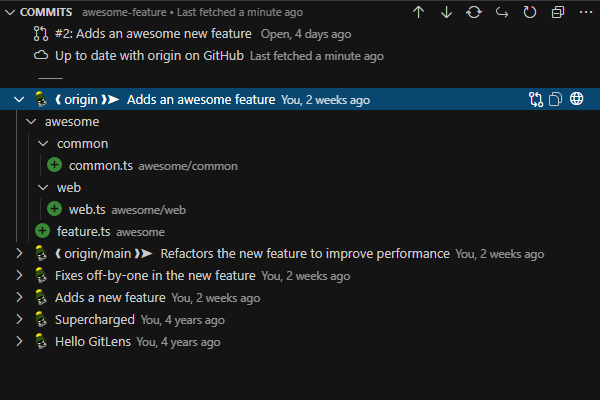 COMMITS awesome-feature • Last fetched a minute ago
#2: Adds an awesome new feature Open, 4 days ago
Up to date with origin on GitHub Last fetched a minute ago
❰ origin ❱➤ Adds an awesome feature You, 2 weeks ago
awesome
common
common.ts awesome/common
web
web.ts awesome/web
feature.ts awesome
❰ origin/main ❱➤ Refactors the new feature to improve performance You, 2 weeks ago
Fixes off-by-one in the new feature You, 2 weeks ago
Adds a new feature You, 2 weeks ago
Supercharged You, 4 years ago
Hello GitLens You, 4 years ago